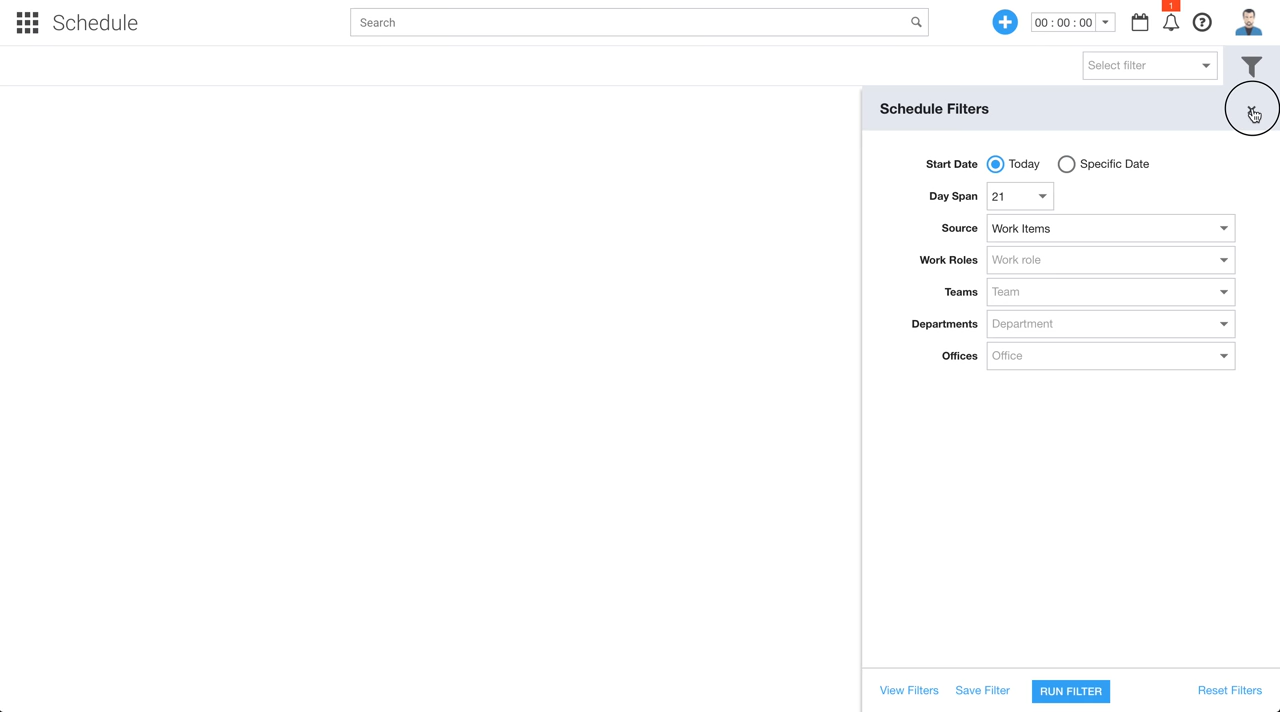 Schedule
Search
00 : 00 : 00
1
Select filter
Schedule Filters
Start Date Today Specific Date
Day Span 21
Source Work Items
Work Roles Work role
Teams Team
Departments Department
Offices Office
View Filters Save Filter RUN FILTER Reset Filters